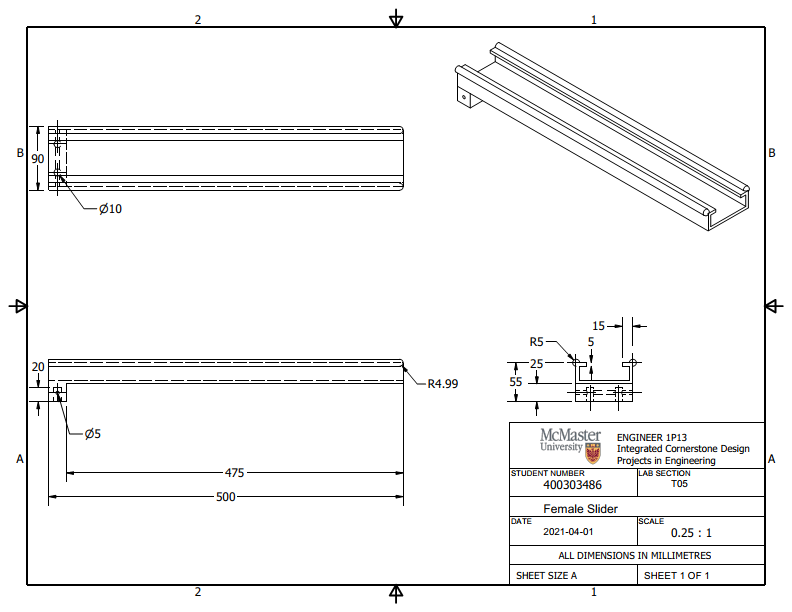 2
1
B
B
90
Ø10
20
R4.99
Ø5
475
500
15
R5
5
25
55
A
A
McMaster
University
ENGINEER 1P13
Integrated Cornerstone Design
Projects in Engineering
STUDENT NUMBER
400303486
LAB SECTION
T05
Female Slider
DATE
2021-04-01
SCALE
0.25 : 1
ALL DIMENSIONS IN MILLIMETRES
SHEET SIZE A
SHEET 1 OF 1
2
1